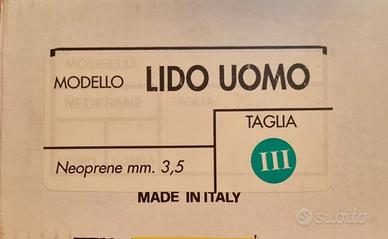 MODELLO LIDO UOMO
TAGLIA
III
Neoprene mm. 3,5
MADE IN ITALY
subito